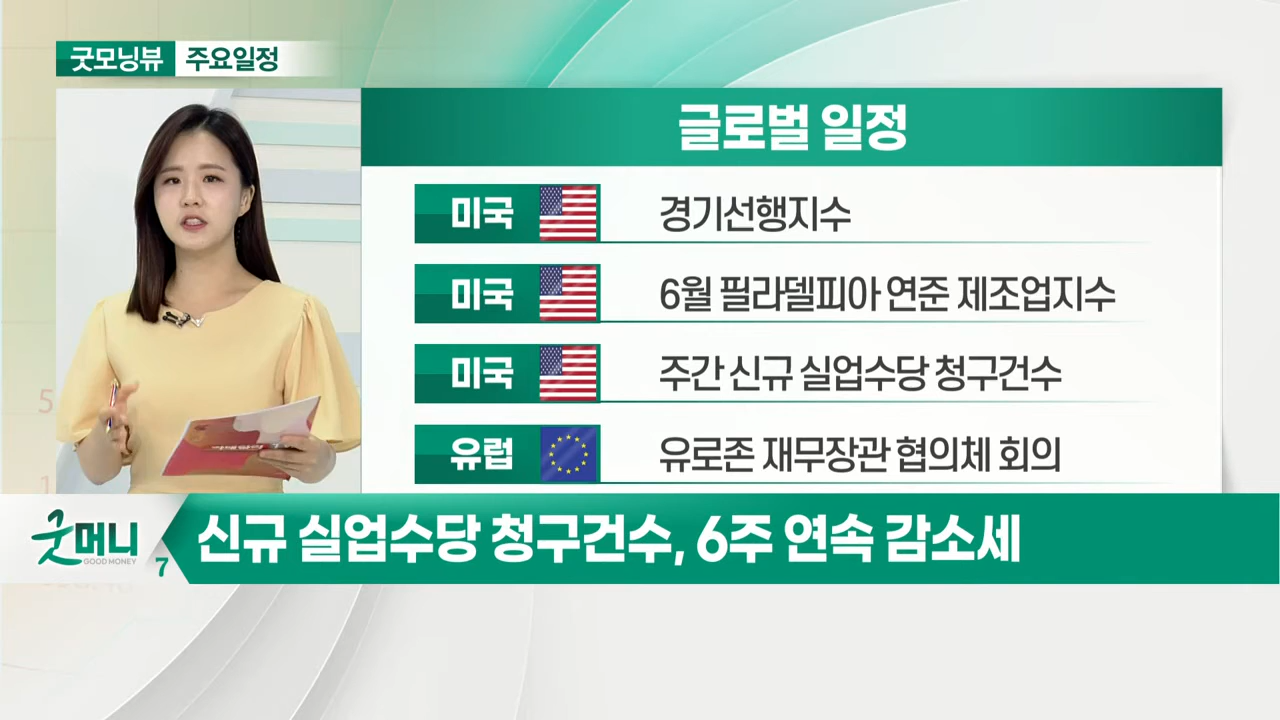 굿모닝뷰 주요일정
글로벌 일정
미국 경기선행지수
미국 6월 필라델피아 연준 제조업지수
미국 주간 신규 실업수당 청구건수
유럽 유로존 재무장관 협의체 회의
5
1
굿머니
GOOD MONEY
7
신규 실업수당 청구건수, 6주 연속 감소세